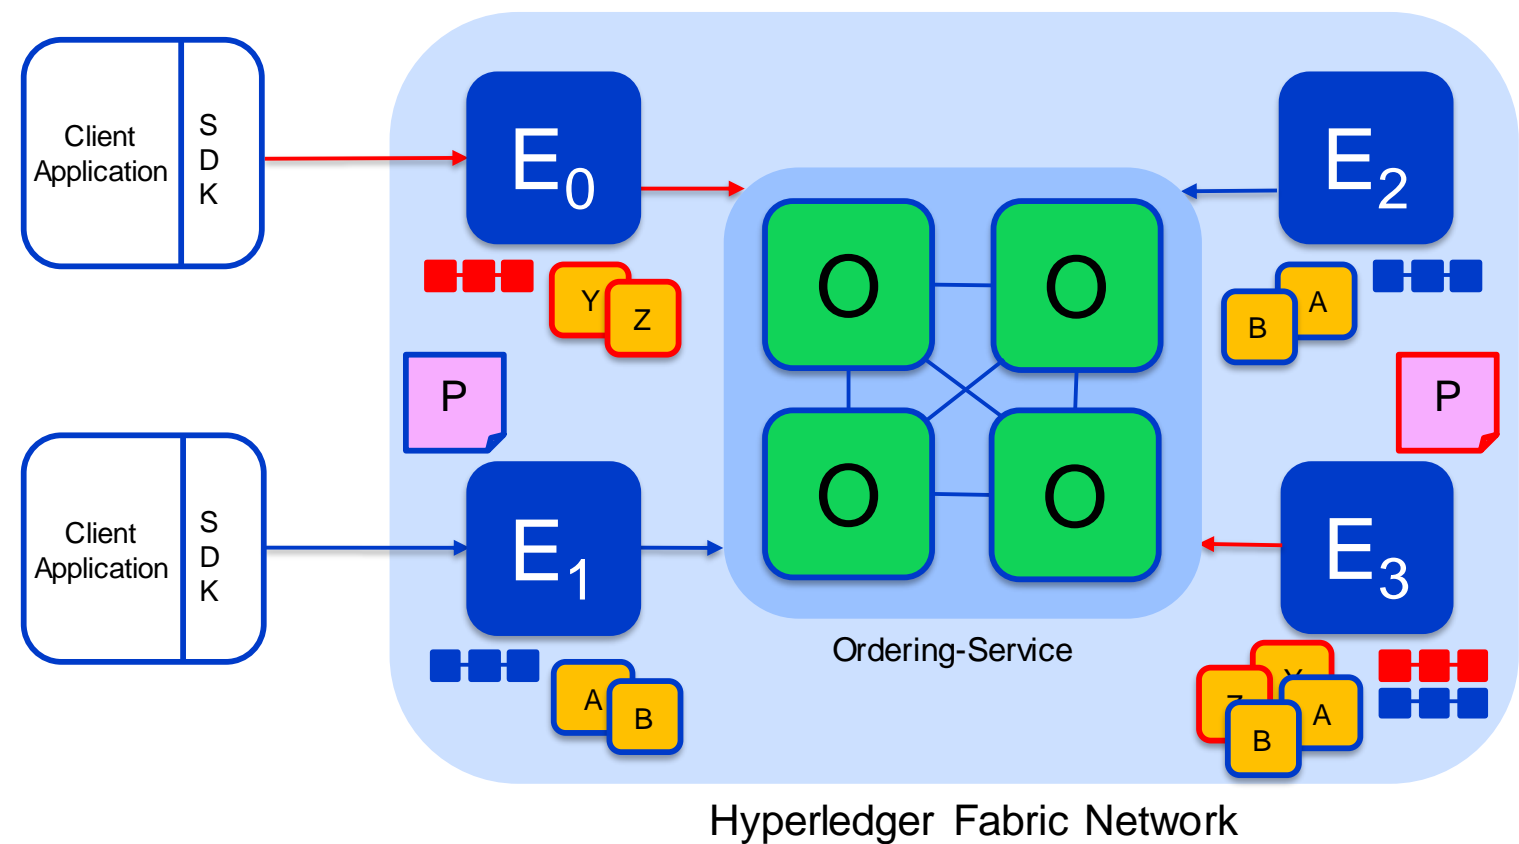 Client
Application
S
D
K
E0
E2
O
O
Y
Z
A
B
P
P
Client
Application
S
D
K
E1
O
O
E3
Ordering-Service
A
B
Y
Z
A
B
Hyperledger Fabric Network